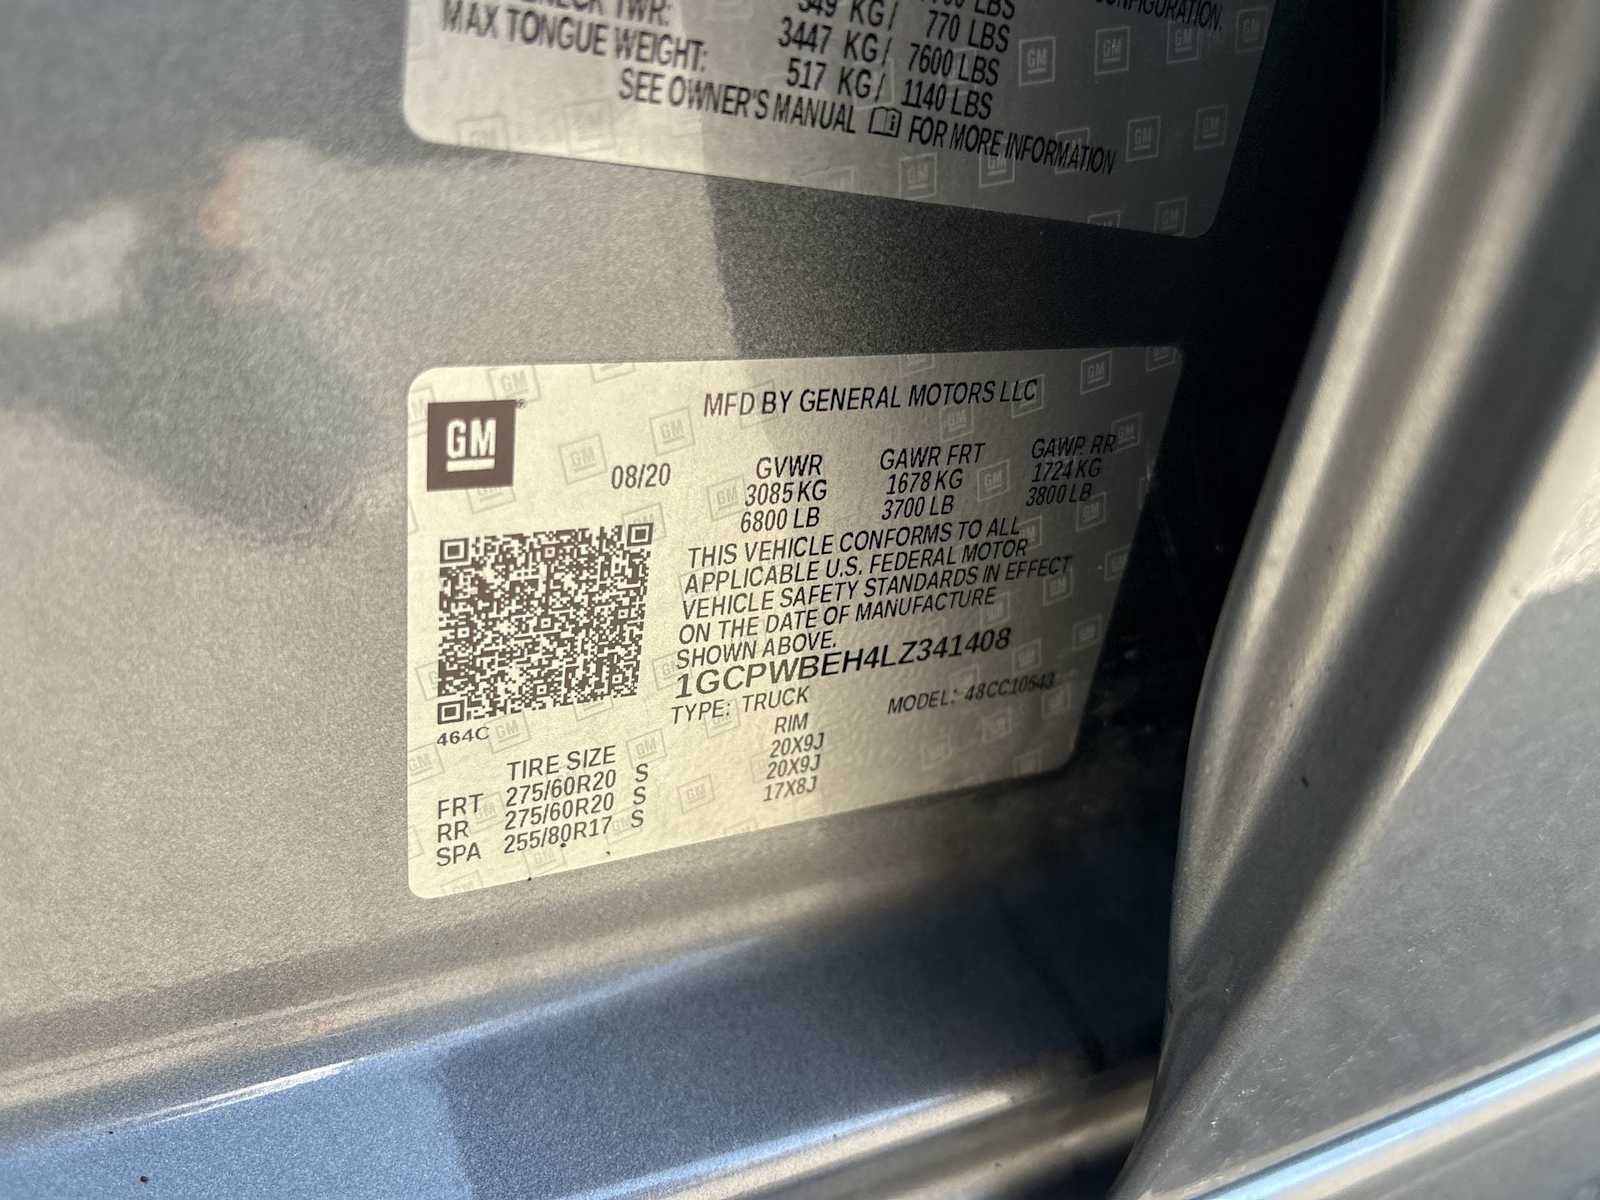 CONFIGURATION.
TWR:
349 KG/ 770 LBS
3447 KG/ 7600 LBS
MAX TONGUE WEIGHT: 517 KG/ 1140 LBS
SEE OWNER'S MANUAL FOR MORE INFORMATION
GM
MFD BY GENERAL MOTORS LLC
08/20
GVWR GAWR FRT GAWR RR
3085 KG 1678 KG 1724 KG
6800 LB 3700 LB 3800 LB
THIS VEHICLE CONFORMS TO ALL
APPLICABLE U.S. FEDERAL MOTOR
VEHICLE SAFETY STANDARDS IN EFFECT
ON THE DATE OF MANUFACTURE
SHOWN ABOVE.
1GCPWBEH4LZ341408
TYPE: TRUCK MODEL: 48CC10543
464C
TIRE SIZE RIM
FRT 275/60R20 S 20X9J
RR 275/60R20 S 20X9J
SPA 255/80R17 S 17X8J